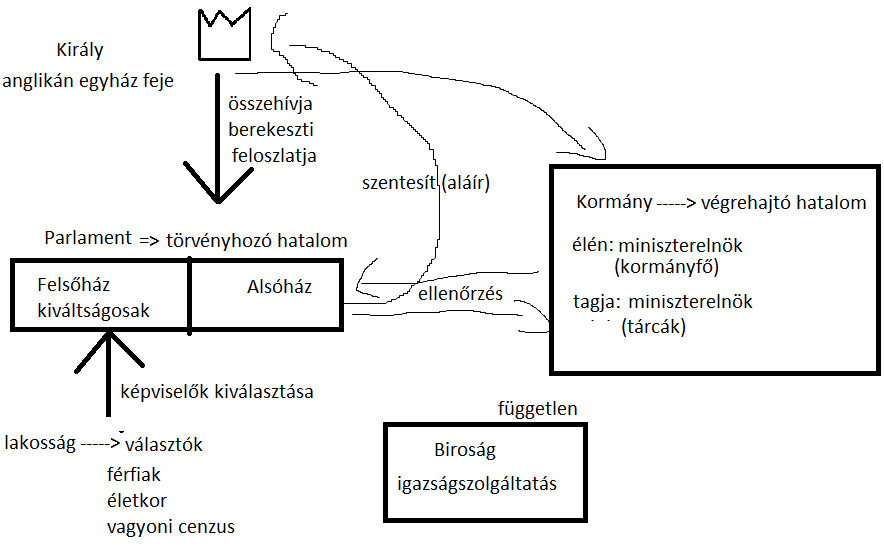 Király
anglikán egyház feje
összehívja
berekeszti
feloszlatja
szentesít (aláír)
Kormány -----> végrehajtó hatalom
élén: miniszterelnök
(kormányfő)
tagja: miniszterelnök
(tárcák)
Parlament => törvényhozó hatalom
Felsőház
kiváltságosak
Alsóház
ellenőrzés
képviselők kiválasztása
lakosság -----> választók
férfiak
életkor
vagyoni cenzus
független
Biroság
igazságszolgáltatás